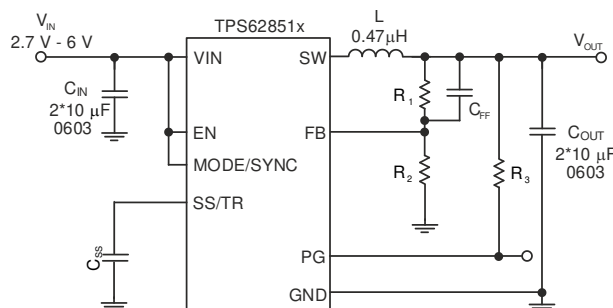 TPS62851x
L
0.47μH
VIN
2.7 V - 6 V
VOUT
VIN
SW
CIN
2*10 μF
0603
R1
CFF
EN
FB
COUT
2*10 μF
0603
MODE/SYNC
R2
R3
SS/TR
CSS
PG
GND